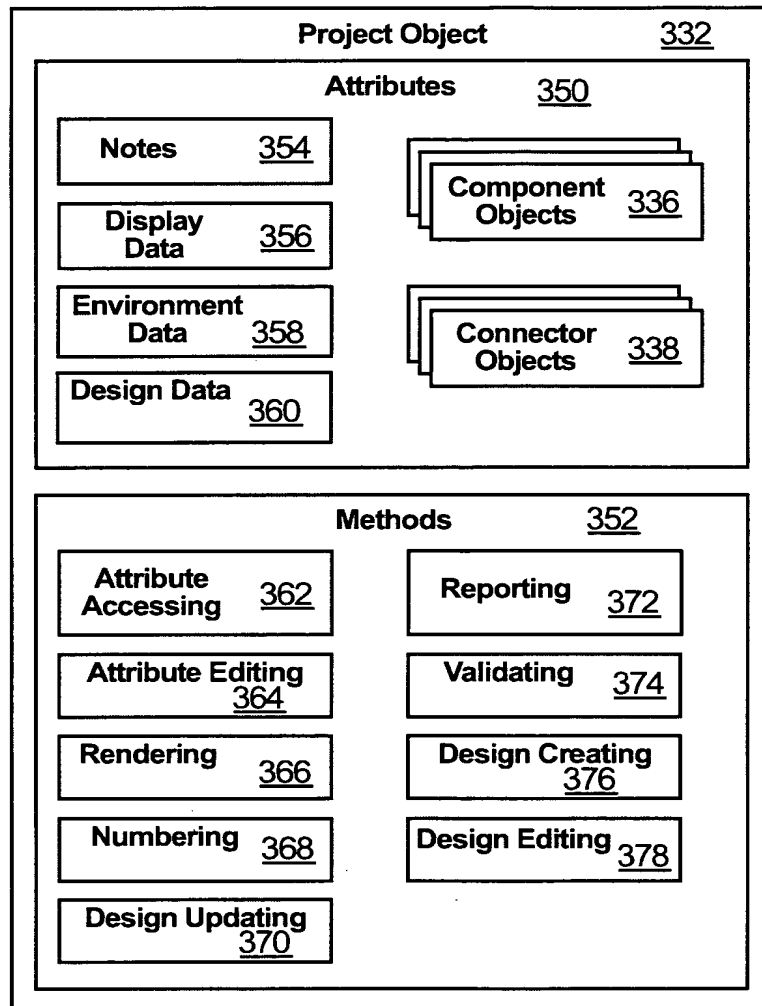 Project Object 332
Attributes 350
Notes 354
Display
Data 356
Environment
Data 358
Design Data 360
Component
Objects 336
Connector
Objects 338
Methods 352
Attribute
Accessing 362
Attribute Editing
364
Rendering 366
Numbering 368
Design Updating
370
Reporting 372
Validating 374
Design Creating
376
Design Editing 378